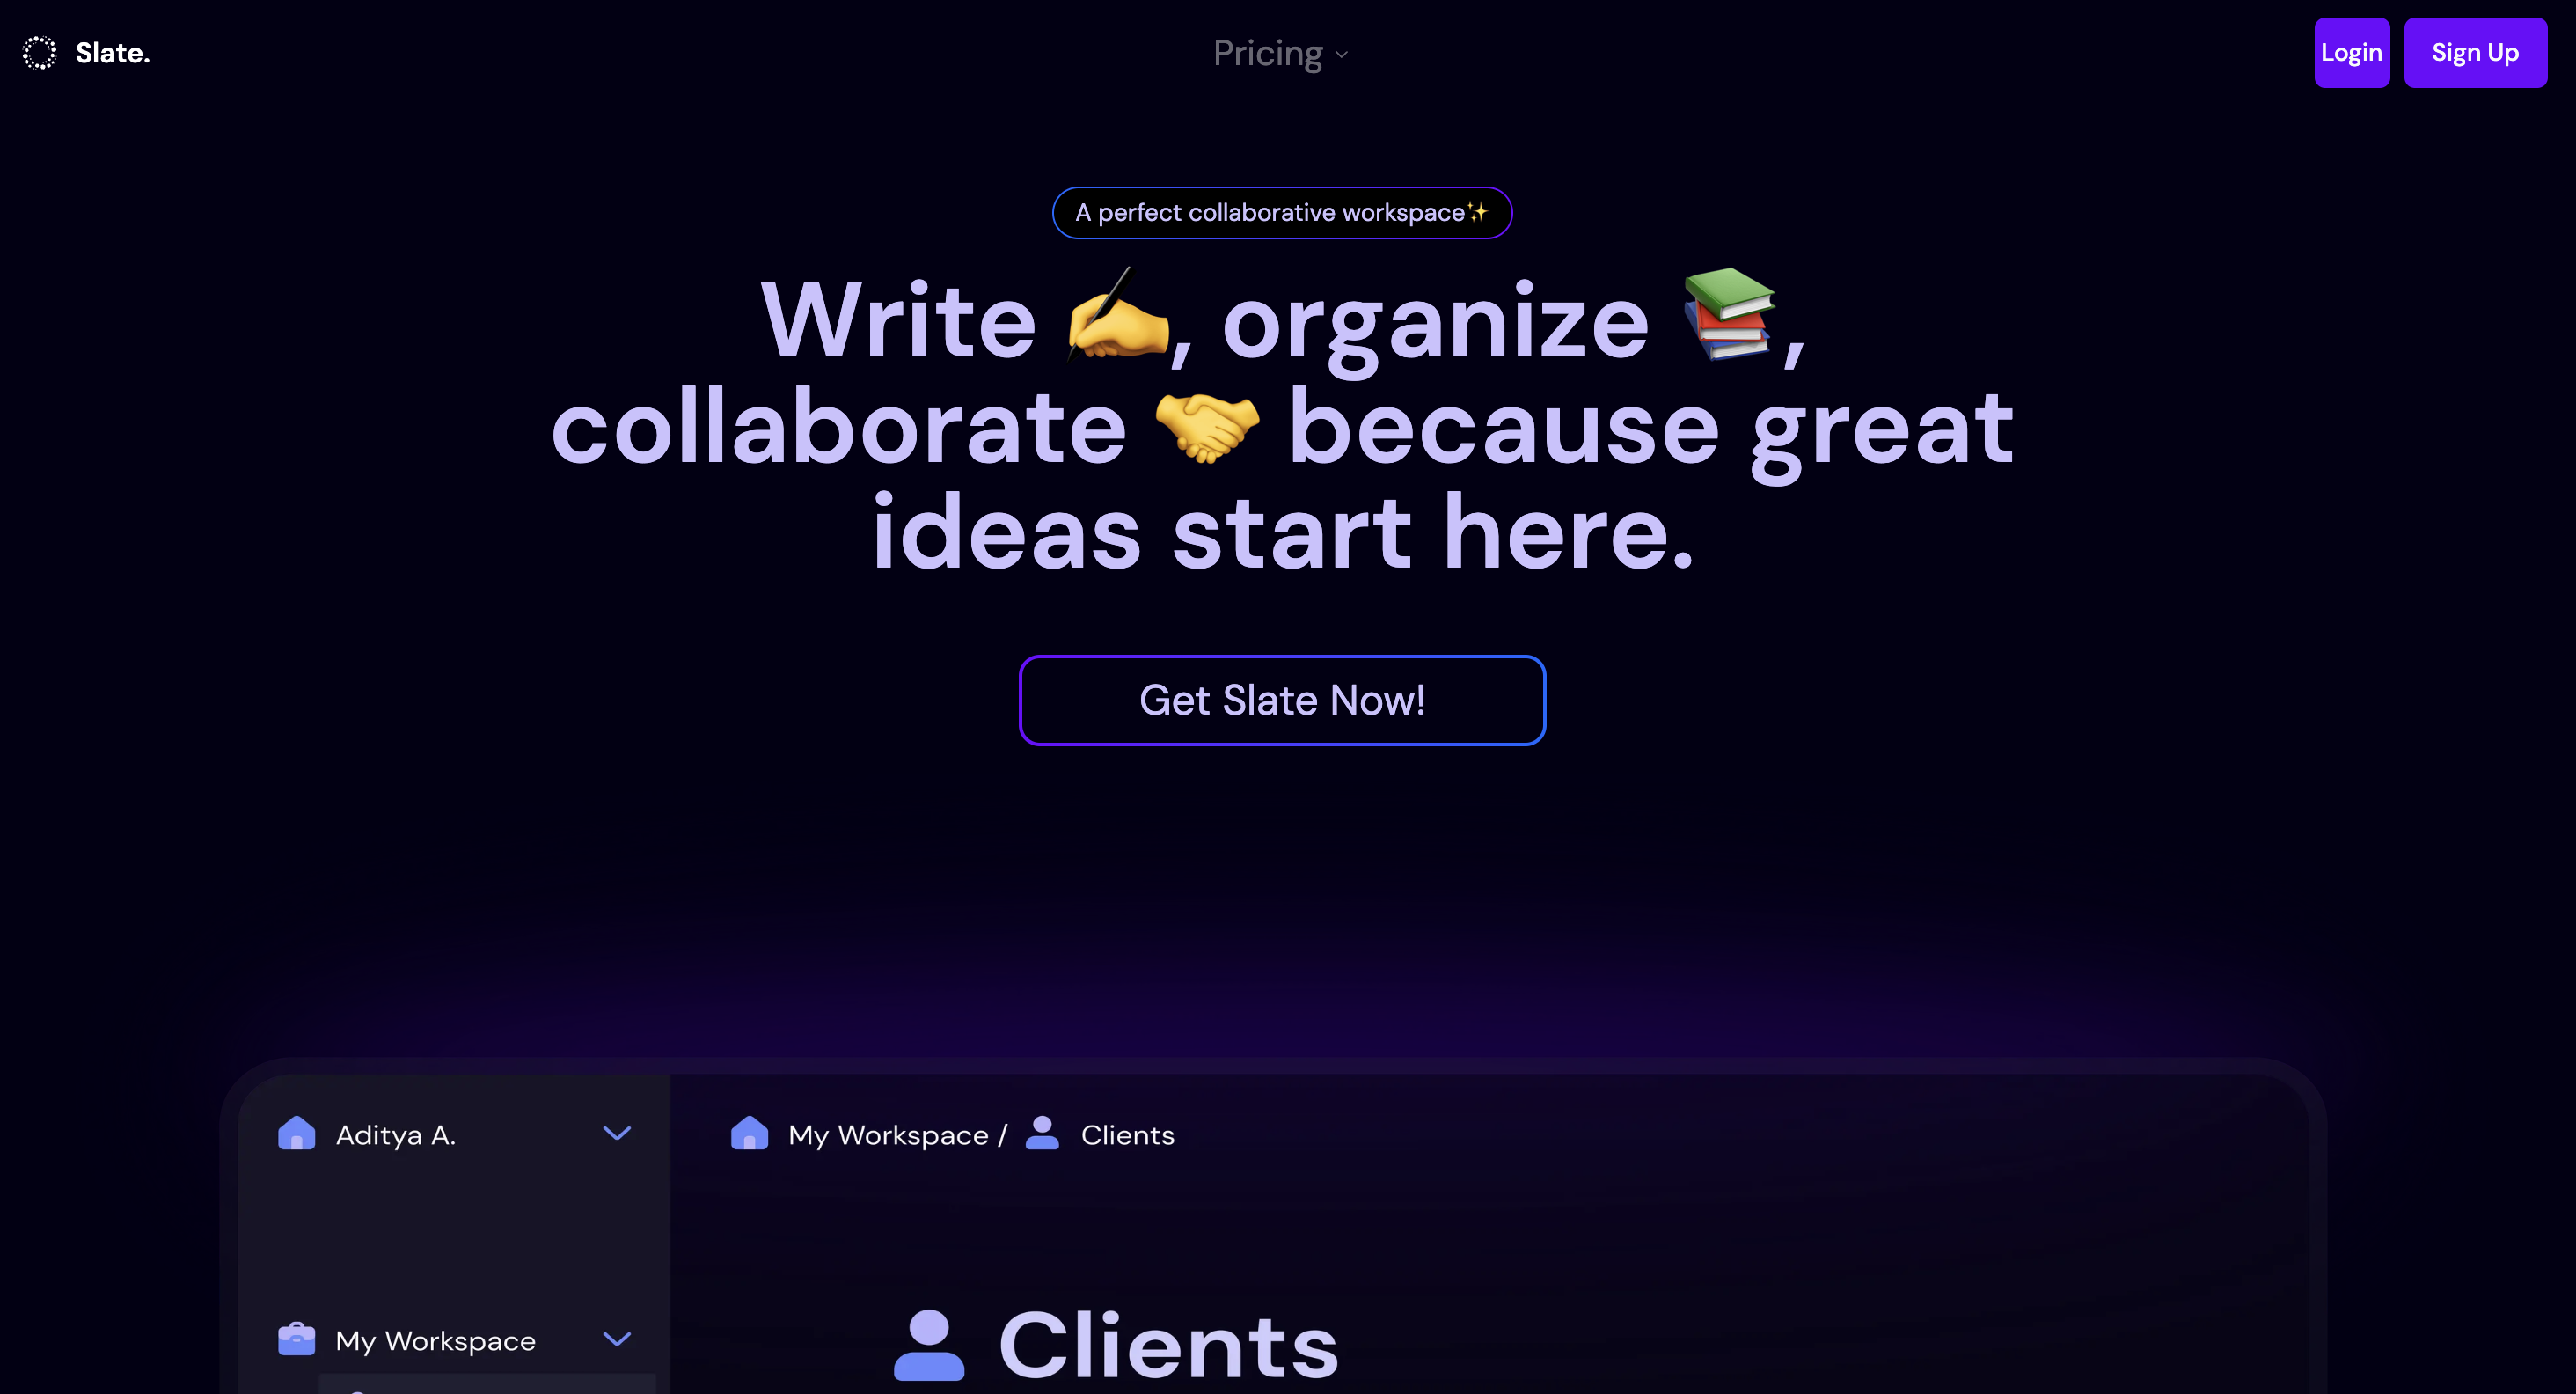 Slate.
Pricing
Login
Sign Up
A perfect collaborative workspace✨
Write ✍️, organize 📚,
collaborate 🤝 because great
ideas start here.
Get Slate Now!
Aditya A.
My Workspace / Clients
My Workspace
Clients